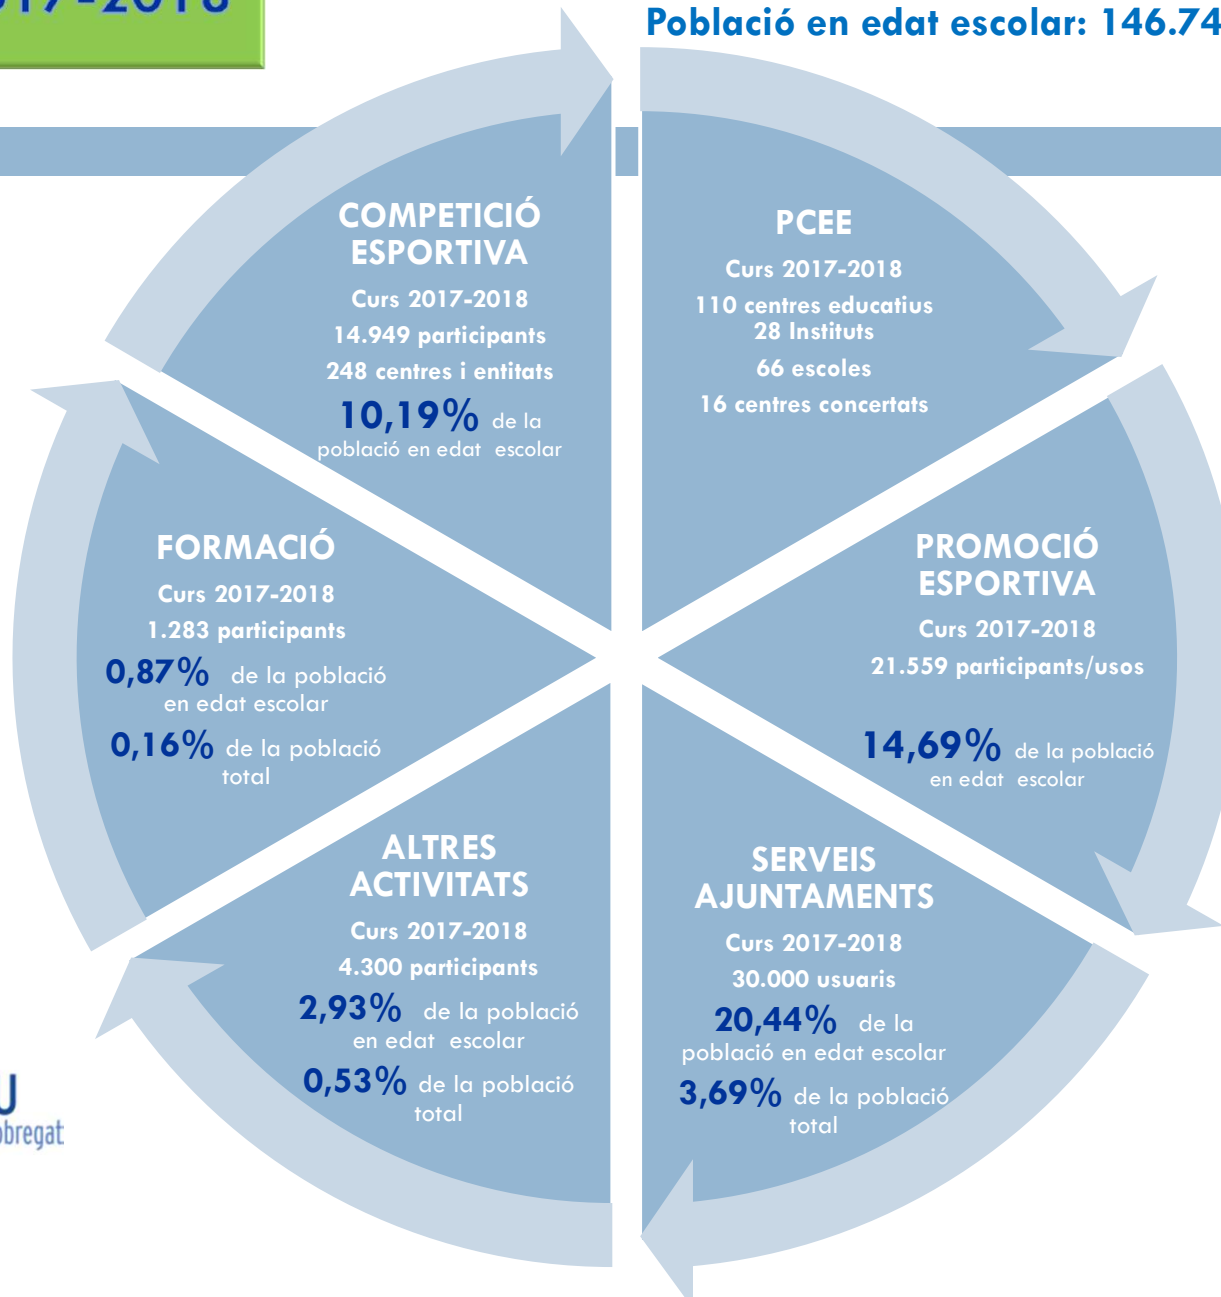 2017-2018
Població en edat escolar: 146.74
COMPETICIÓ
ESPORTIVA
Curs 2017-2018
14.949 participants
248 centres i entitats
10,19% de la
població en edat escolar
PCEE
Curs 2017-2018
110 centres educatius
28 Instituts
66 escoles
16 centres concertats
PROMOCIÓ
ESPORTIVA
Curs 2017-2018
21.559 participants/usos
14,69% de la població
en edat escolar
SERVEIS
AJUNTAMENTS
Curs 2017-2018
30.000 usuaris
20,44% de la
població en edat escolar
3,69% de la població
total
ALTRES
ACTIVITATS
Curs 2017-2018
4.300 participants
2,93% de la població
en edat escolar
0,53% de la població
total
FORMACIÓ
Curs 2017-2018
1.283 participants
0,87% de la població
en edat escolar
0,16% de la població
total